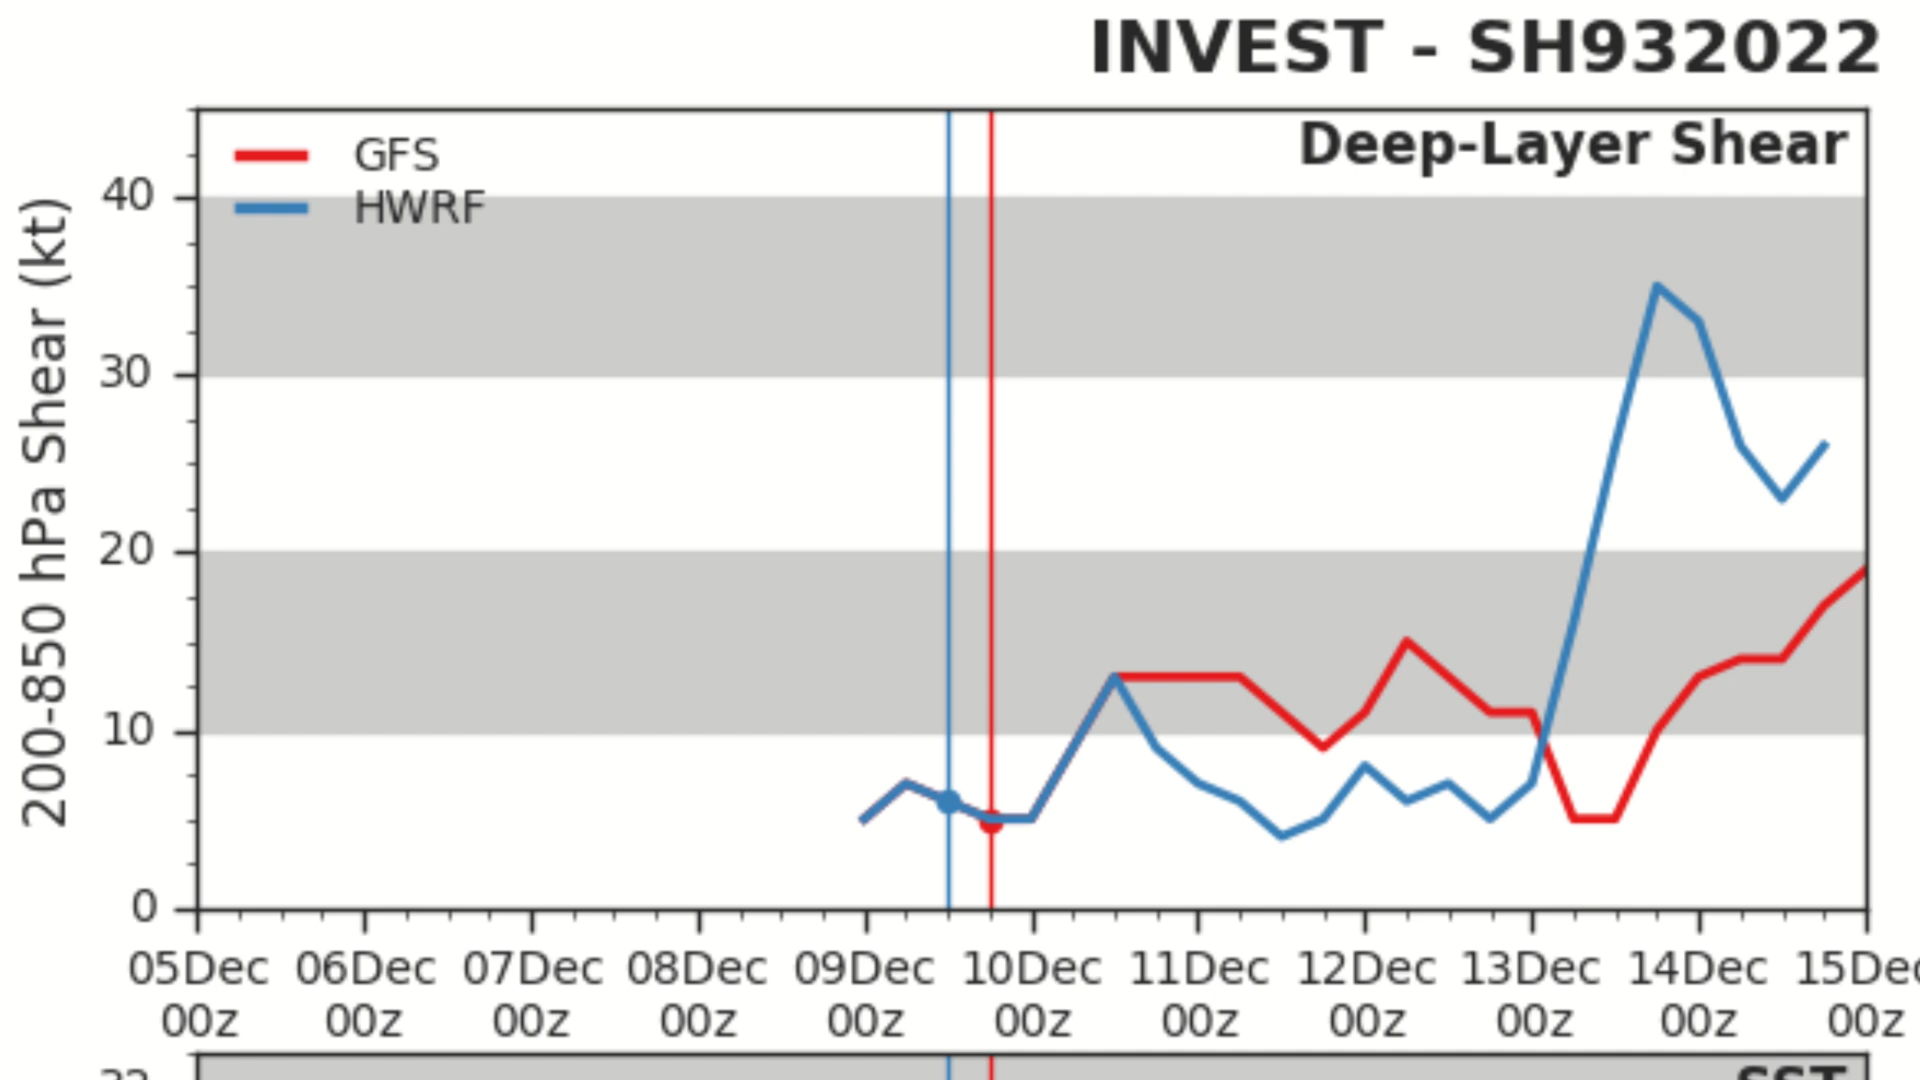 INVEST - SH932022
Deep-Layer Shear
GFS
HWRF
200-850 hPa Shear (kt)
40
30
20
10
0
05Dec 06Dec 07Dec 08Dec 09Dec 10Dec 11Dec 12Dec 13Dec 14Dec 15Dec
00z 00z 00z 00z 00z 00z 00z 00z 00z 00z 00z
SST